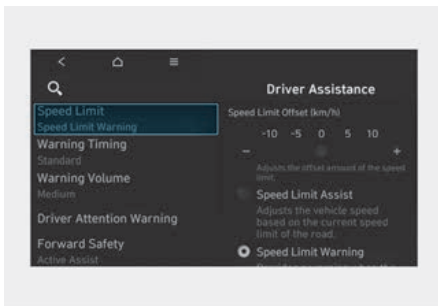 Driver Assistance
Speed Limit
Speed Limit Warning
Warning Timing
Standard
Warning Volume
Medium
Driver Attention Warning
Forward Safety
Active Assist
Speed Limit Offset (km/h)
-10 -5 0 5 10
- +
Adjusts the offset amount of the speed
limit.
Speed Limit Assist
Adjusts the vehicle speed
based on the current speed
limit of the road.
Speed Limit Warning